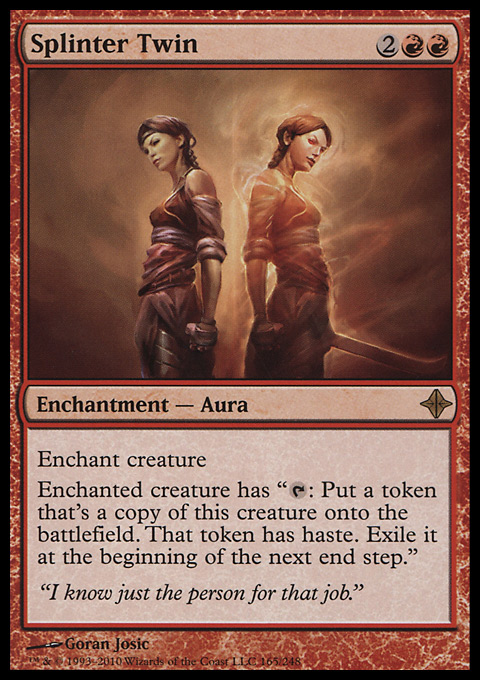 Splinter Twin 2
Enchantment — Aura
Enchant creature
Enchanted creature has “: Put a token
that’s a copy of this creature onto the
battlefield. That token has haste. Exile it
at the beginning of the next end step.”
“I know just the person for that job.”
Goran Josic
™ & © 1993–2010 Wizards of the Coast LLC 165/248